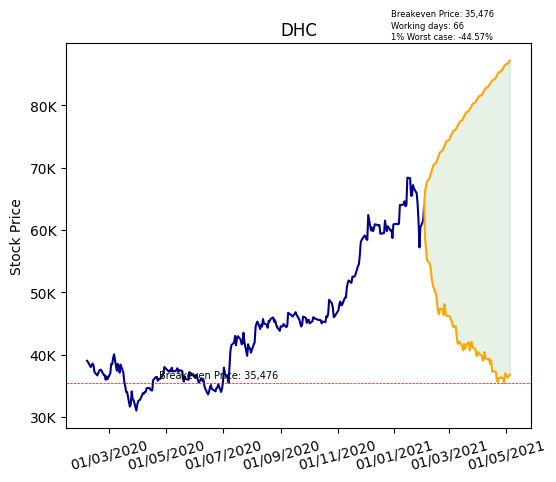 Breakeven Price: 35,476
Working days: 66
1% Worst case: -44.57%
DHC
Stock Price
80K
70K
60K
50K
40K
30K
Breakeven Price: 35,476
01/03/2020 01/05/2020 01/07/2020 01/09/2020 01/11/2020 01/01/2021 01/03/2021 01/05/2021